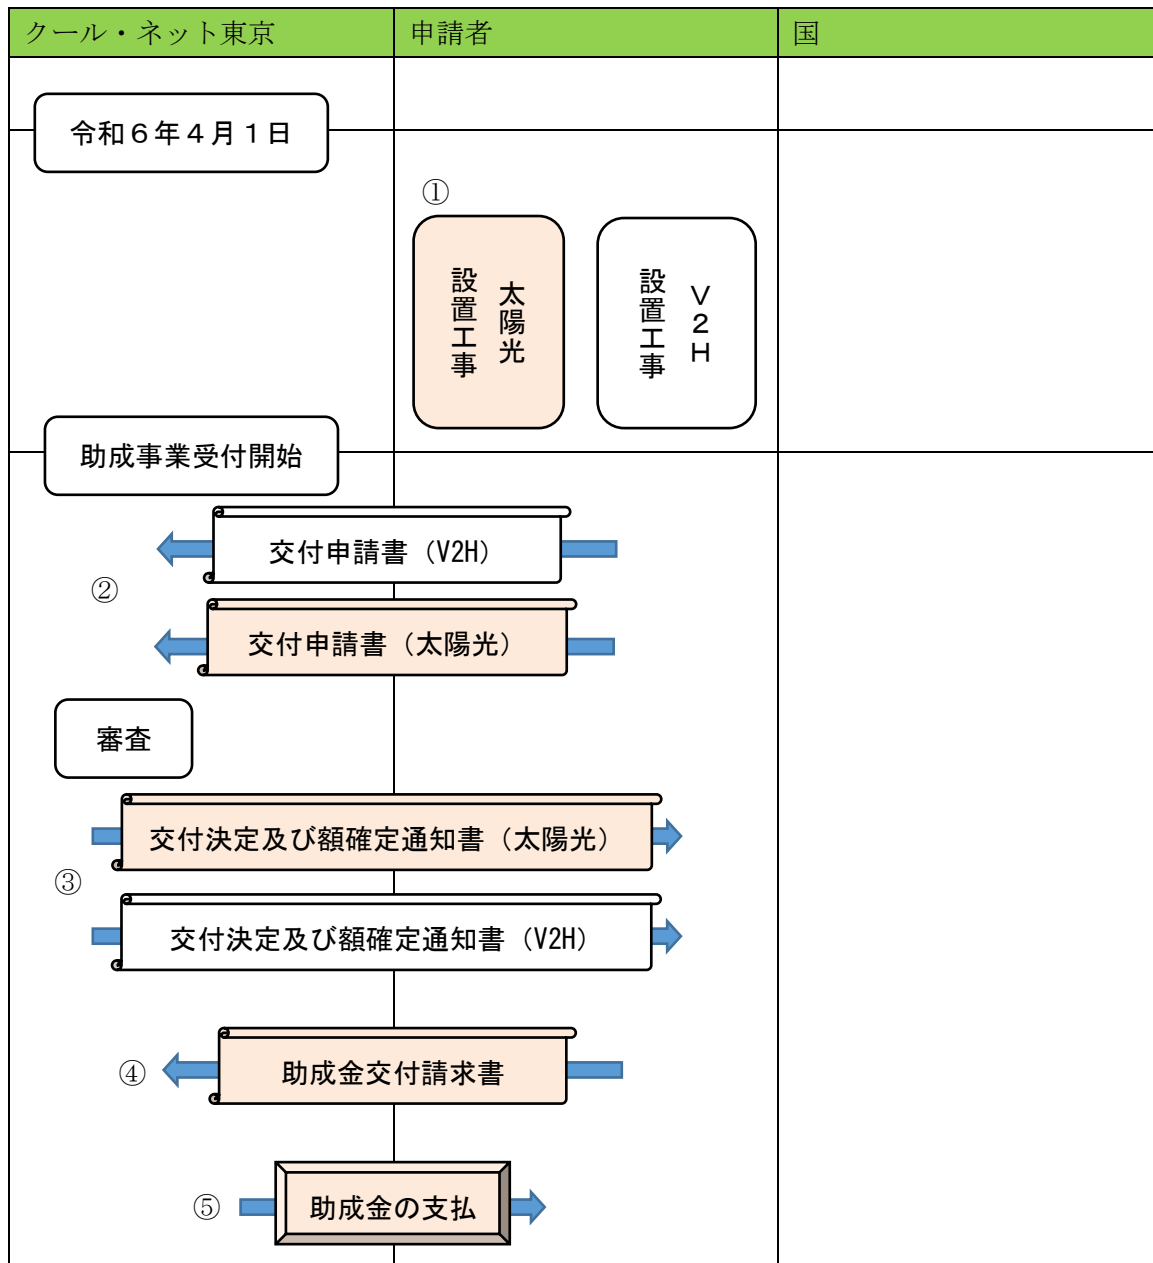 クール・ネット東京
申請者
国
令和６年４月１日
①
太陽光
設置工事
Ｖ２Ｈ
設置工事
助成事業受付開始
交付申請書（V2H）
②
交付申請書（太陽光）
審査
交付決定及び額確定通知書（太陽光）
③
交付決定及び額確定通知書（V2H）
④
助成金交付請求書
⑤
助成金の支払